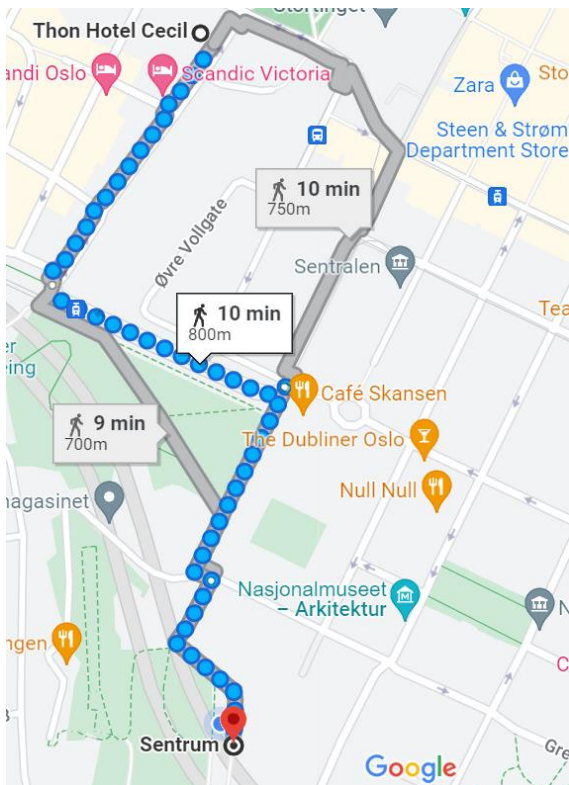 Stortinget
Thon Hotel Cecil
andi Oslo
Scandic Victoria
Zara
Sto
Steen & Strøm
Department Store
10 min
750m
Øvre Vollgate
Sentralen
10 min
800m
Tea
er
eing
Café Skansen
9 min
700m
The Dubliner Oslo
Null Null
magasinet
Nasjonalmuseet
– Arkitektur
N
ngen
C
Sentrum
Gre
Google